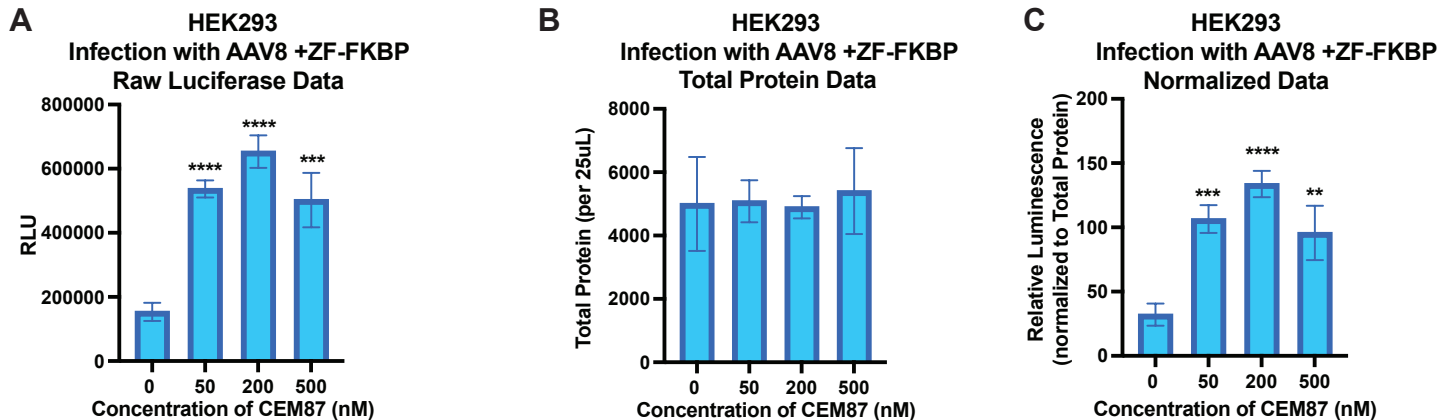 A
HEK293
Infection with AAV8 +ZF-FKBP
Raw Luciferase Data
RLU
800000
600000
400000
200000
0
****
****
***
0 50 200 500
Concentration of CEM87 (nM)
B
HEK293
Infection with AAV8 +ZF-FKBP
Total Protein Data
Total Protein (per 25uL)
8000
6000
4000
2000
0
0 50 200 500
Concentration of CEM87 (nM)
C
HEK293
Infection with AAV8 +ZF-FKBP
Normalized Data
Relative Luminescence
(normalized to Total Protein)
200
150
100
50
0
***
****
**
0 50 200 500
Concentration of CEM87 (nM)